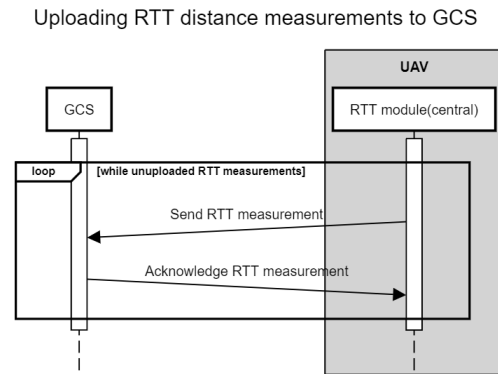 Uploading RTT distance measurements to GCS
UAV
GCS
RTT module(central)
loop
[while unuploaded RTT measurements]
Send RTT measurement
Acknowledge RTT measurement